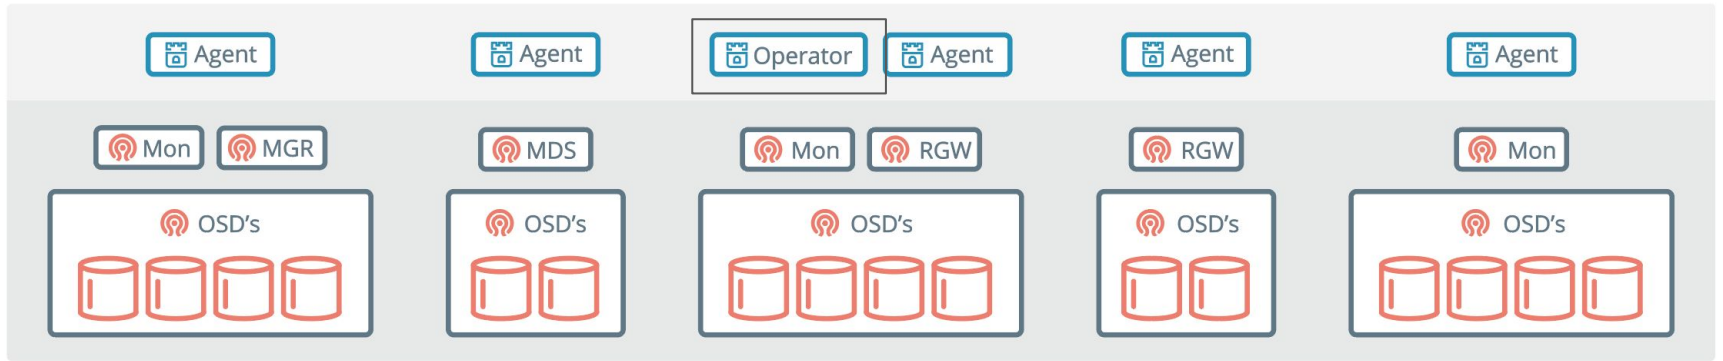 Agent Agent Operator Agent Agent Agent
Mon MGR MDS Mon RGW RGW Mon
OSD’s OSD’s OSD’s OSD’s OSD’s